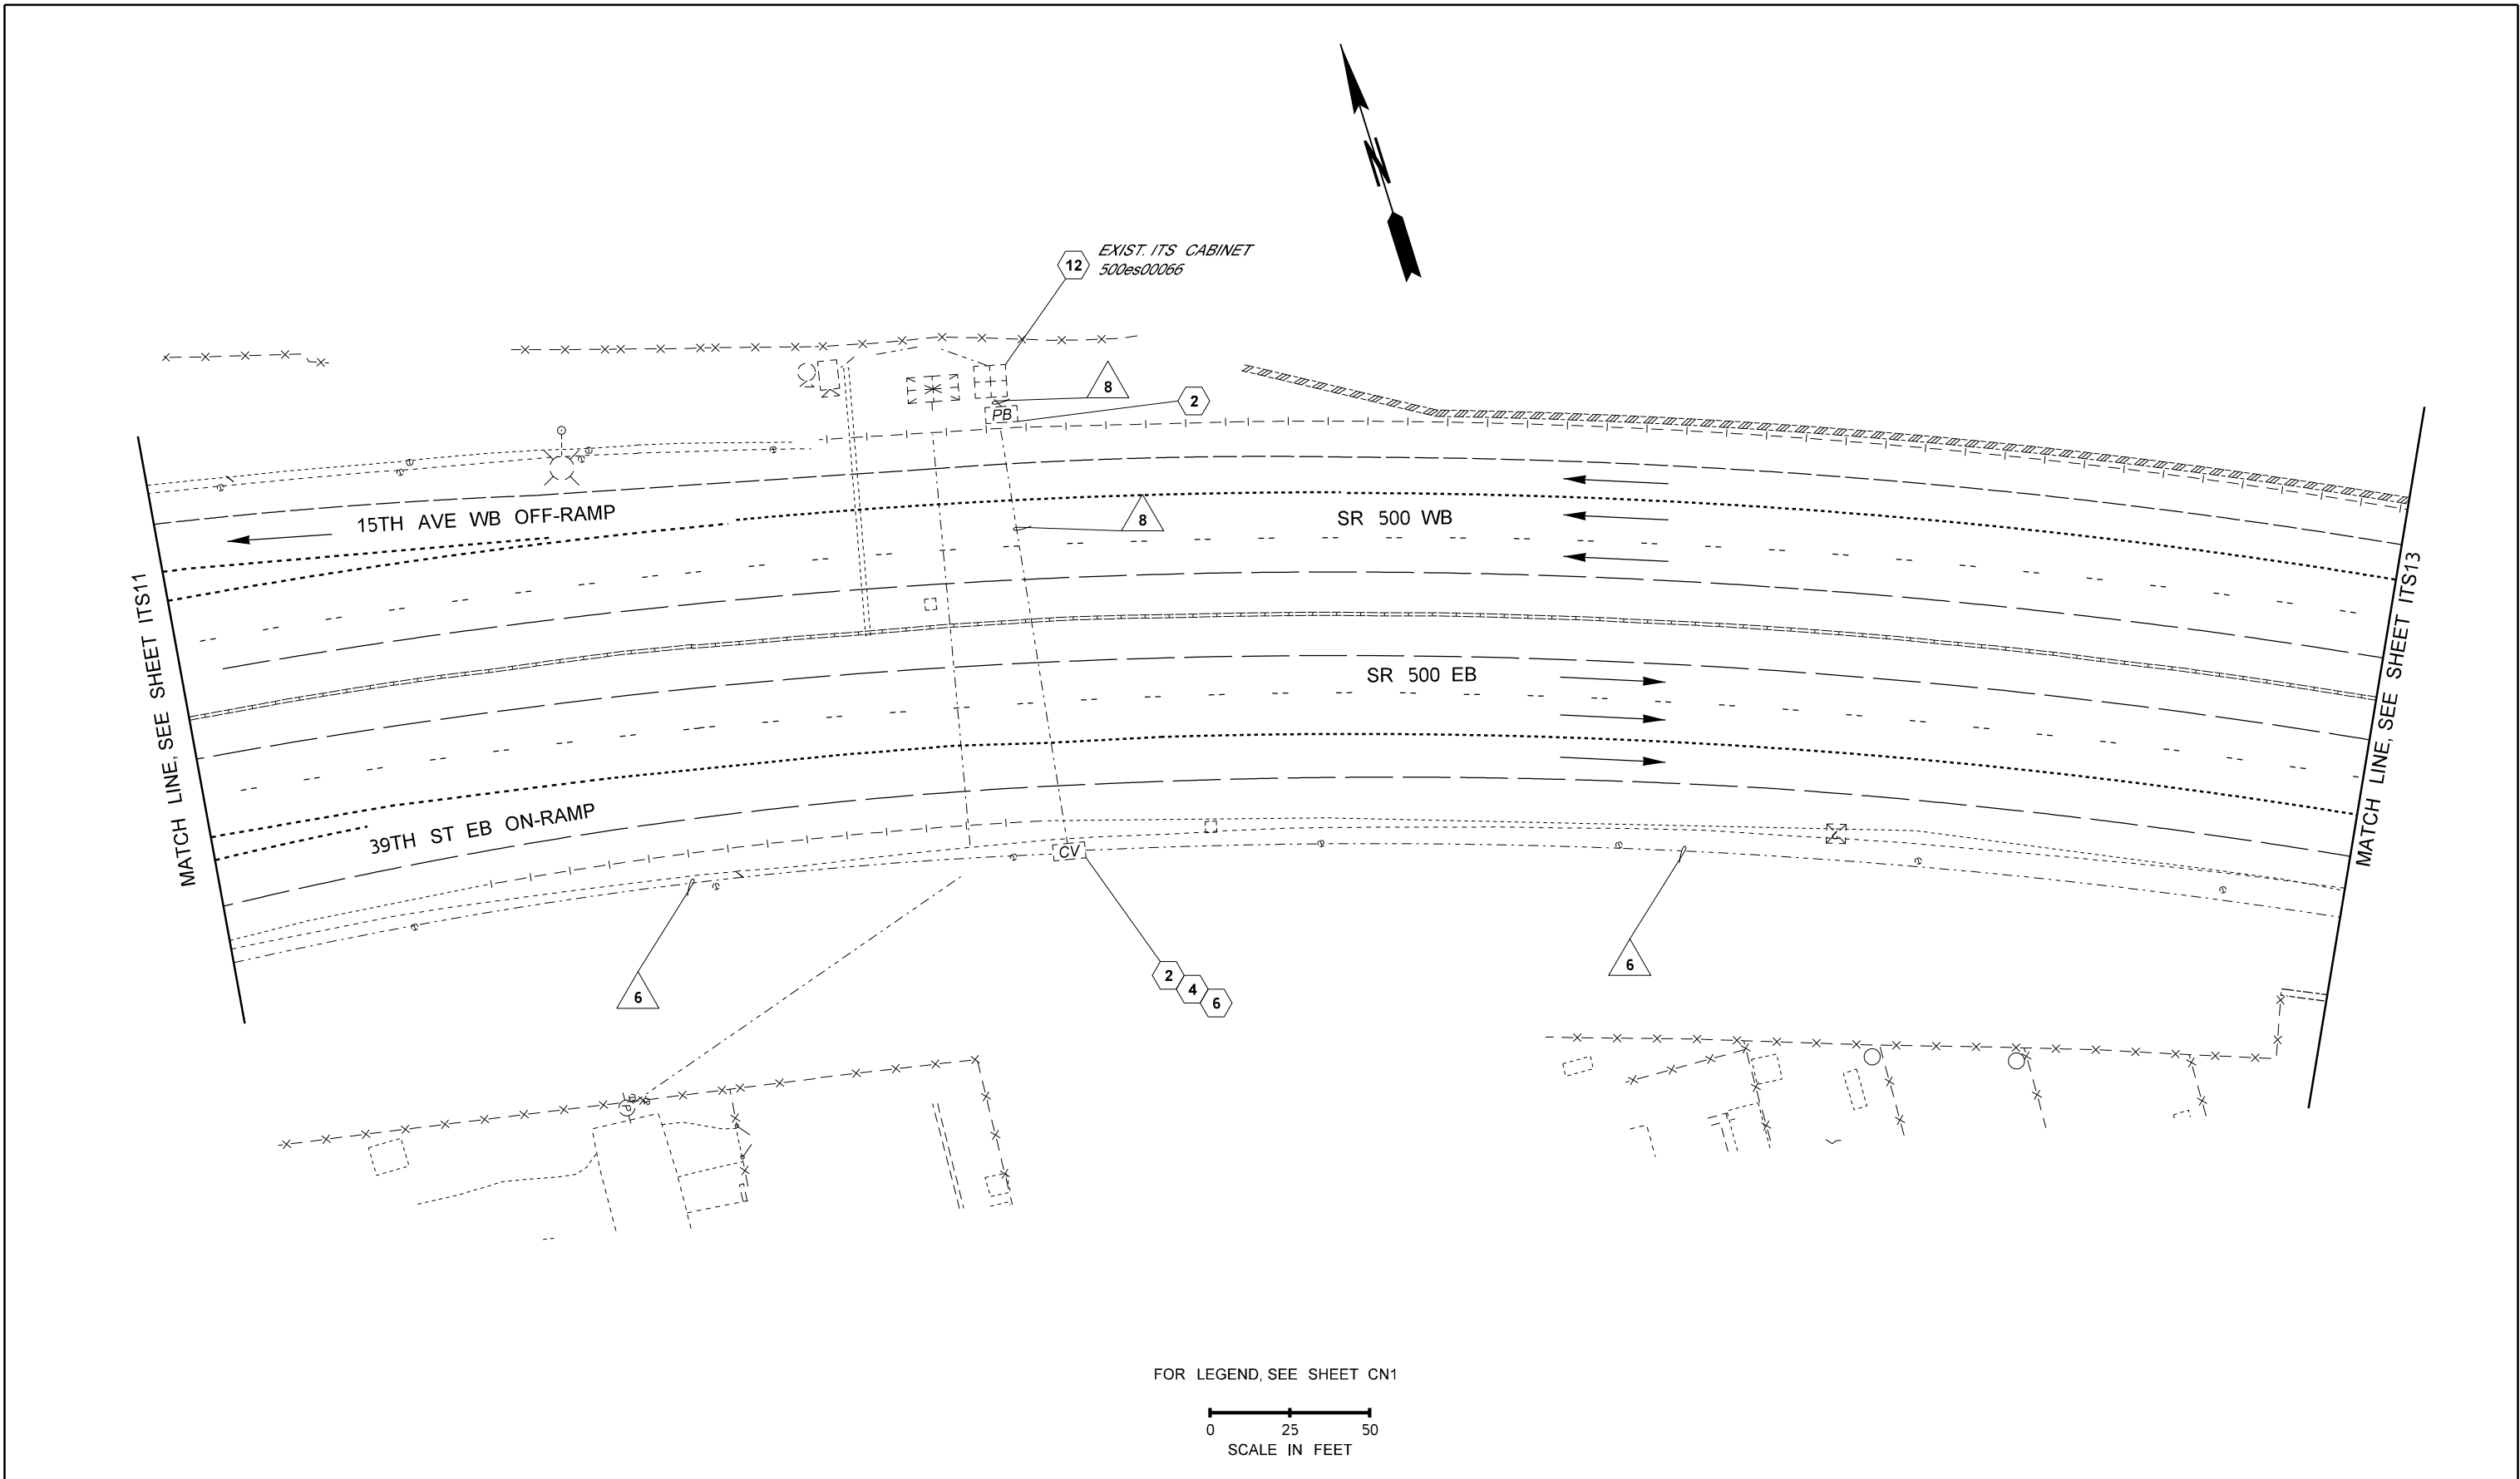 N
12
EXIST. ITS CABINET
500es00066
8
2
PB
15TH AVE WB OFF-RAMP
8
SR 500 WB
MATCH LINE, SEE SHEET ITS11
MATCH LINE, SEE SHEET ITS13
SR 500 EB
39TH ST EB ON-RAMP
CV
6
2
4
6
6
FOR LEGEND, SEE SHEET CN1
0 25 50
SCALE IN FEET